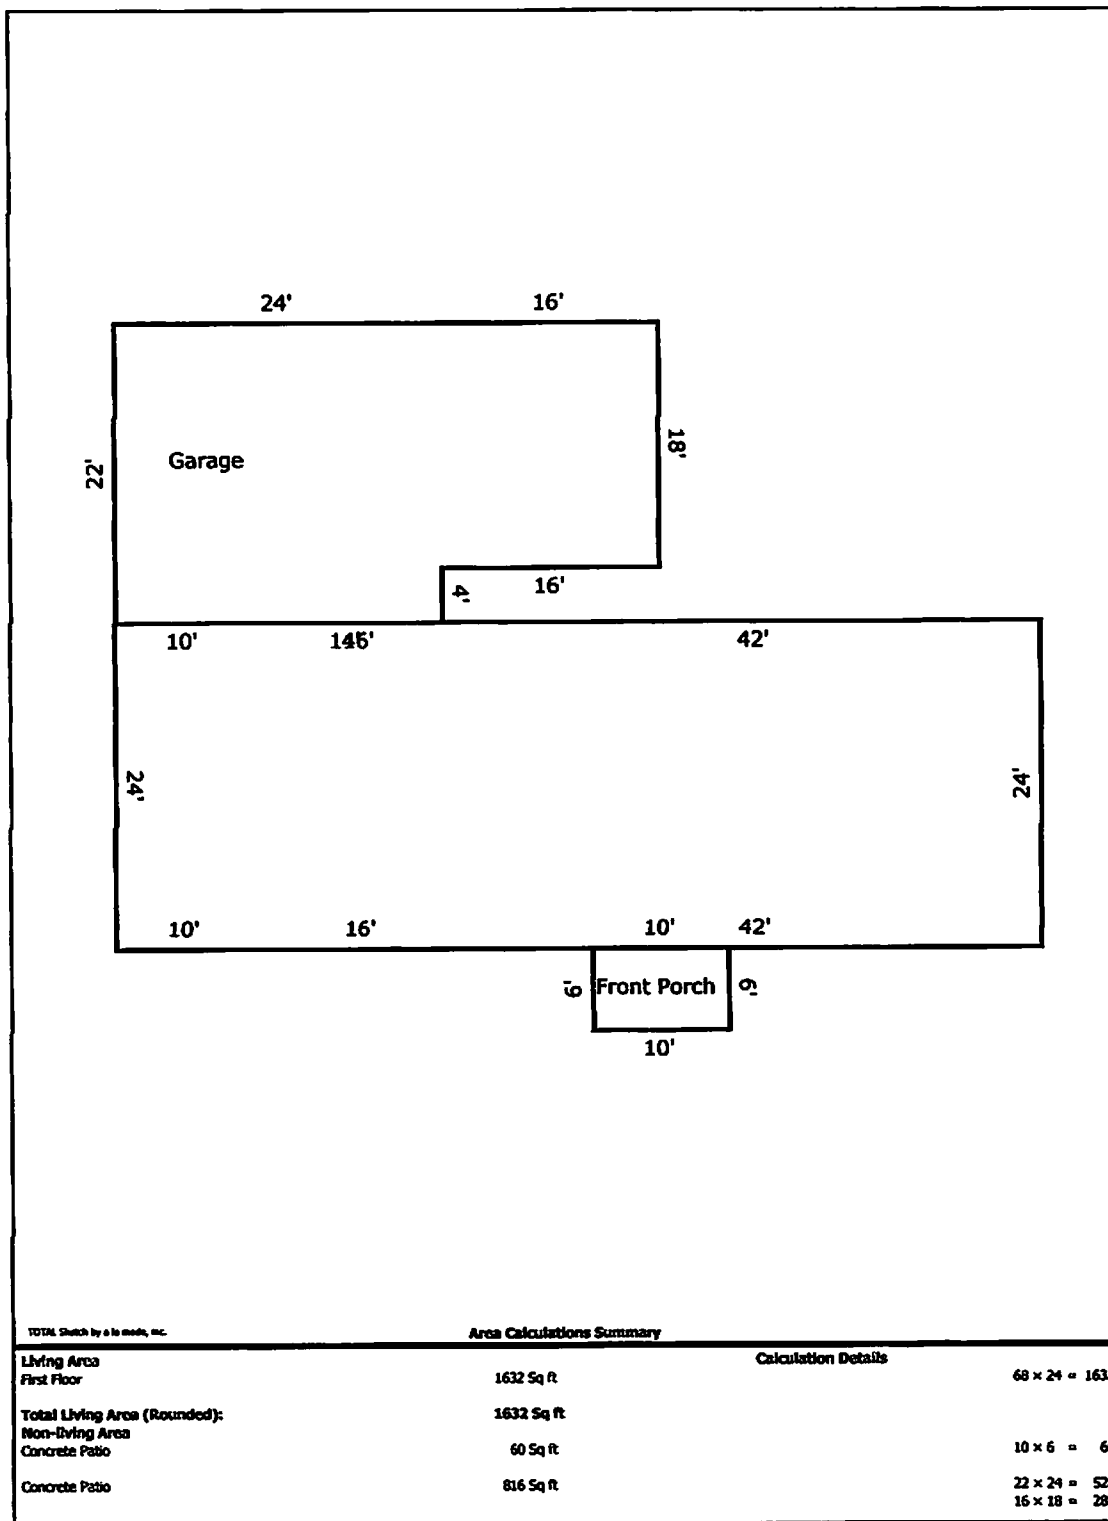 24' 16'
18'
22'
Garage
16'
4'
10' 146' 42'
24'
24'
10' 16' 10' 42'
6' Front Porch 6'
10'
TOTAL Sketch by a la mode, inc.
Area Calculations Summary
Living Area Calculation Details
First Floor 1632 Sq ft 68 × 24 = 163
Total Living Area (Rounded): 1632 Sq ft
Non-living Area
Concrete Patio 60 Sq ft 10 × 6 = 6
Concrete Patio 816 Sq ft 22 × 24 = 52
16 × 18 = 28